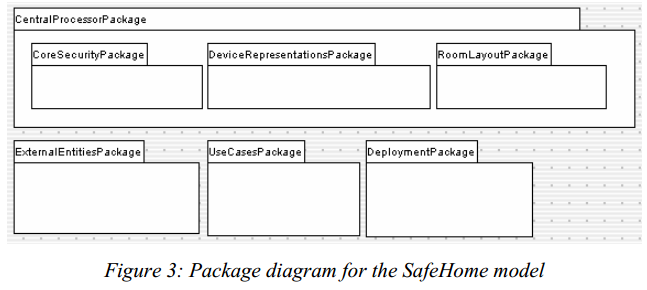 CentralProcessorPackage
CoreSecurityPackage DeviceRepresentationsPackage RoomLayoutPackage
ExternalEntitiesPackage UseCasesPackage DeploymentPackage
Figure 3: Package diagram for the SafeHome model